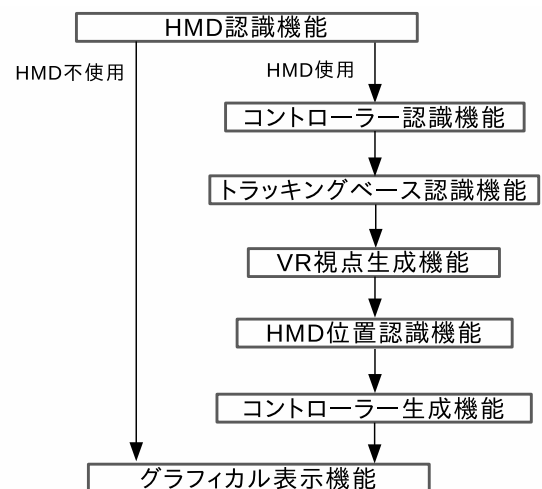 HMD認識機能
HMD不使用
HMD使用
コントローラー認識機能
トラッキングベース認識機能
VR視点生成機能
HMD位置認識機能
コントローラー生成機能
グラフィカル表示機能